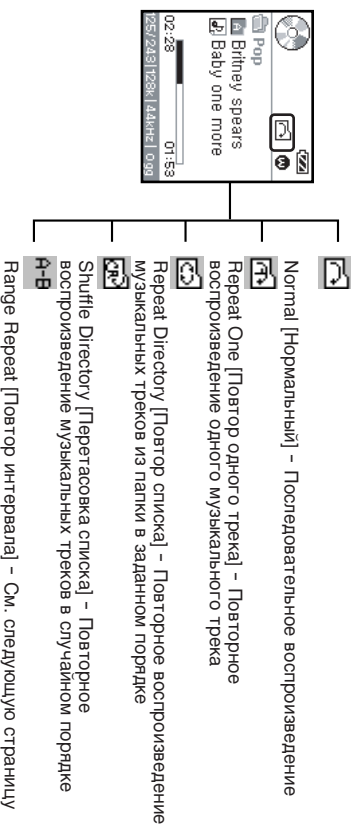 Pop
Britney spears
Baby one more
02:28 01:53
125/243|128k|44kHz|ogg
Normal [Нормальный] - Последовательное воспроизведение
Repeat One [Повтор одного трека] - Повторное
воспроизведение одного музыкального трека
Repeat Directory [Повтор списка] - Повторное воспроизведение
музыкальных треков из папки в заданном порядке
Shuffle Directory [Перетасовка списка] - Повторное
воспроизведение музыкальных треков в случайном порядке
A-B
Range Repeat [Повтор интервала] - См. следующую страницу